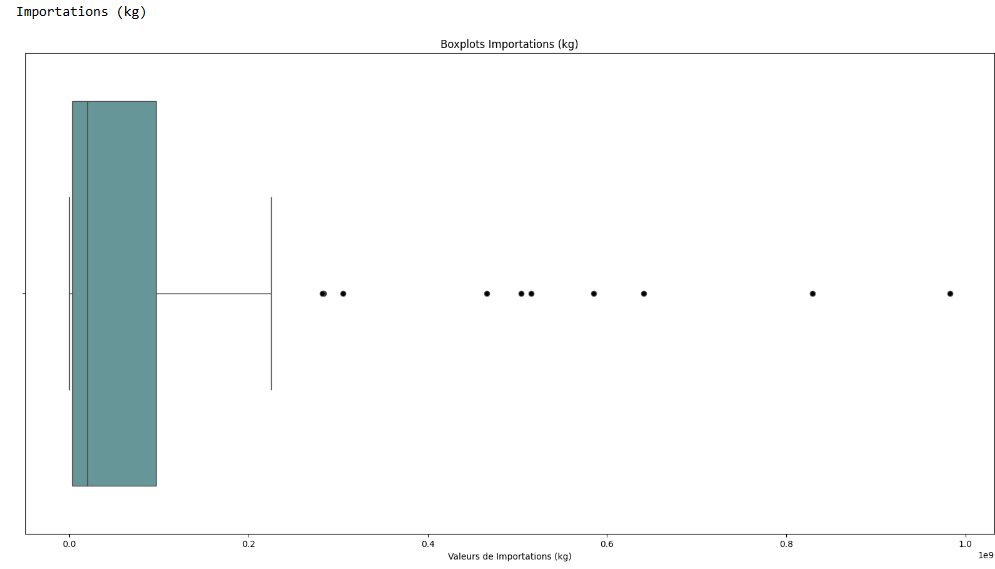 Importations (kg)
Boxplots Importations (kg)
0.0 0.2 0.4 0.6 0.8 1.0
1e9
Valeurs de Importations (kg)